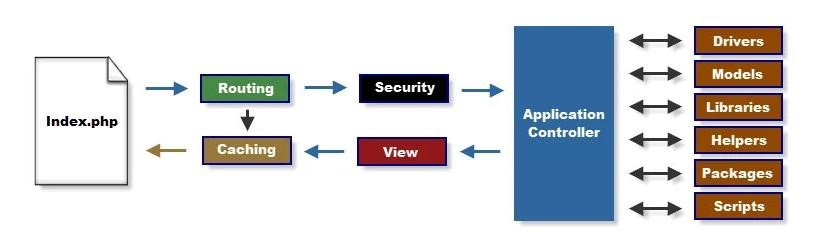 Index.php
Routing
Security
Caching
View
Application
Controller
Drivers
Models
Libraries
Helpers
Packages
Scripts